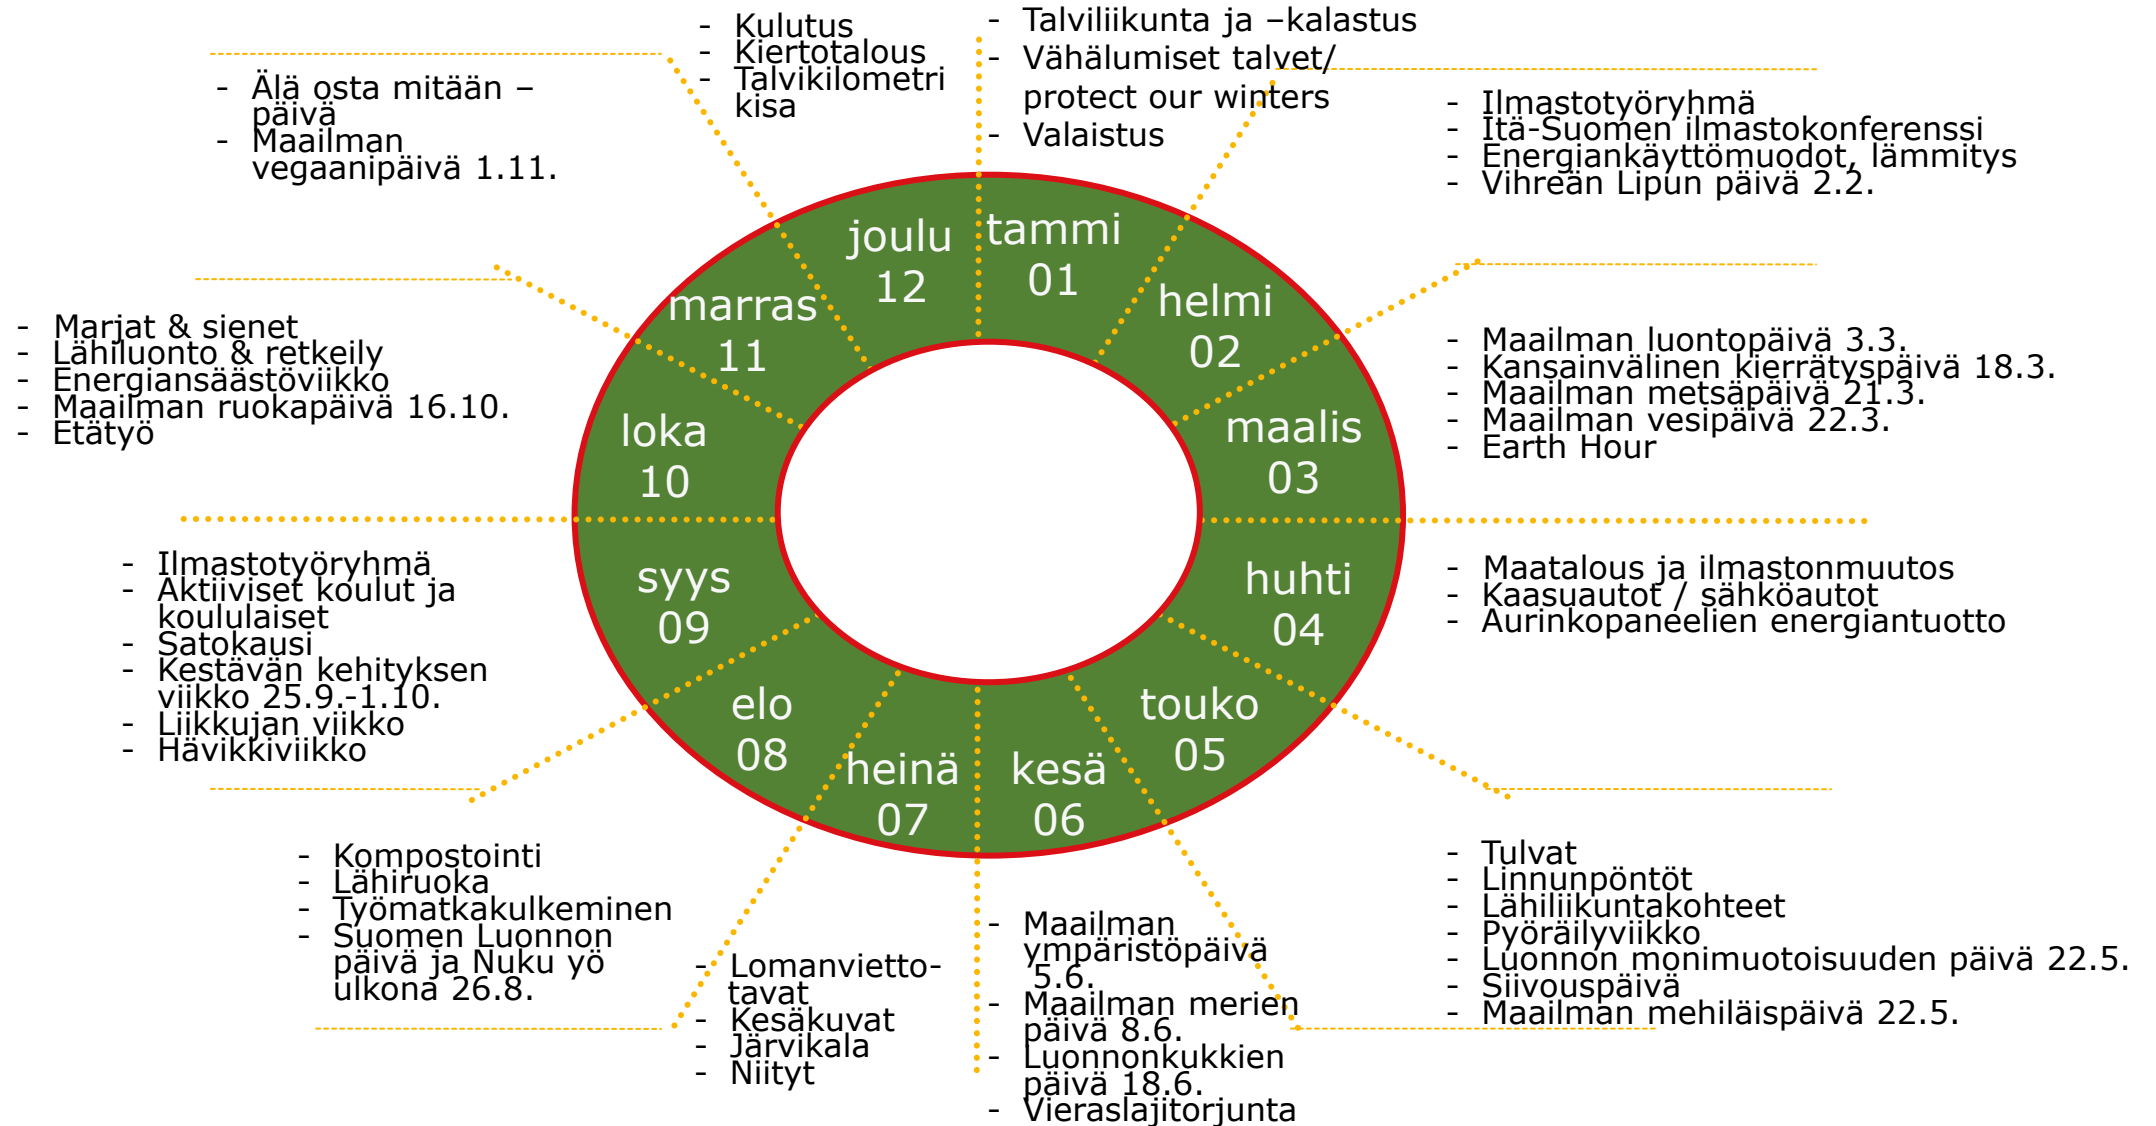 - Kulutus
- Kiertotalous
- Talvikilometri
kisa
- Talviliikunta ja –kalastus
- Vähälumiset talvet/
protect our winters
- Valaistus
- Älä osta mitään –
päivä
- Maailman
vegaanipäivä 1.11.
- Ilmastotyöryhmä
- Itä-Suomen ilmastokonferenssi
- Energiankäyttömuodot, lämmitys
- Vihreän Lipun päivä 2.2.
joulu
12
tammi
01
marras
11
helmi
02
- Marjat & sienet
- Lähiluonto & retkeily
- Energiansäästöviikko
- Maailman ruokapäivä 16.10.
- Etätyö
loka
10
maalis
03
- Maailman luontopäivä 3.3.
- Kansainvälinen kierrätyspäivä 18.3.
- Maailman metsäpäivä 21.3.
- Maailman vesipäivä 22.3.
- Earth Hour
- Ilmastotyöryhmä
- Aktiiviset koulut ja
koululaiset
- Satokausi
- Kestävän kehityksen
viikko 25.9.-1.10.
- Liikkujan viikko
- Hävikkiviikko
syys
09
huhti
04
- Maatalous ja ilmastonmuutos
- Kaasuautot / sähköautot
- Aurinkopaneelien energiantuotto
elo
08
touko
05
heinä
07
kesä
06
- Kompostointi
- Lähiruoka
- Työmatkakulkeminen
- Suomen Luonnon
päivä ja Nuku yö
ulkona 26.8.
- Lomanvietto-
tavat
- Kesäkuvat
- Järvikala
- Niityt
- Maailman
ympäristöpäivä
5.6.
- Maailman merien
päivä 8.6.
- Luonnonkukkien
päivä 18.6.
- Vieraslajitorjunta
- Tulvat
- Linnunpöntöt
- Lähiliikuntakohteet
- Pyöräilyviikko
- Luonnon monimuotoisuuden päivä 22.5.
- Siivouspäivä
- Maailman mehiläispäivä 22.5.